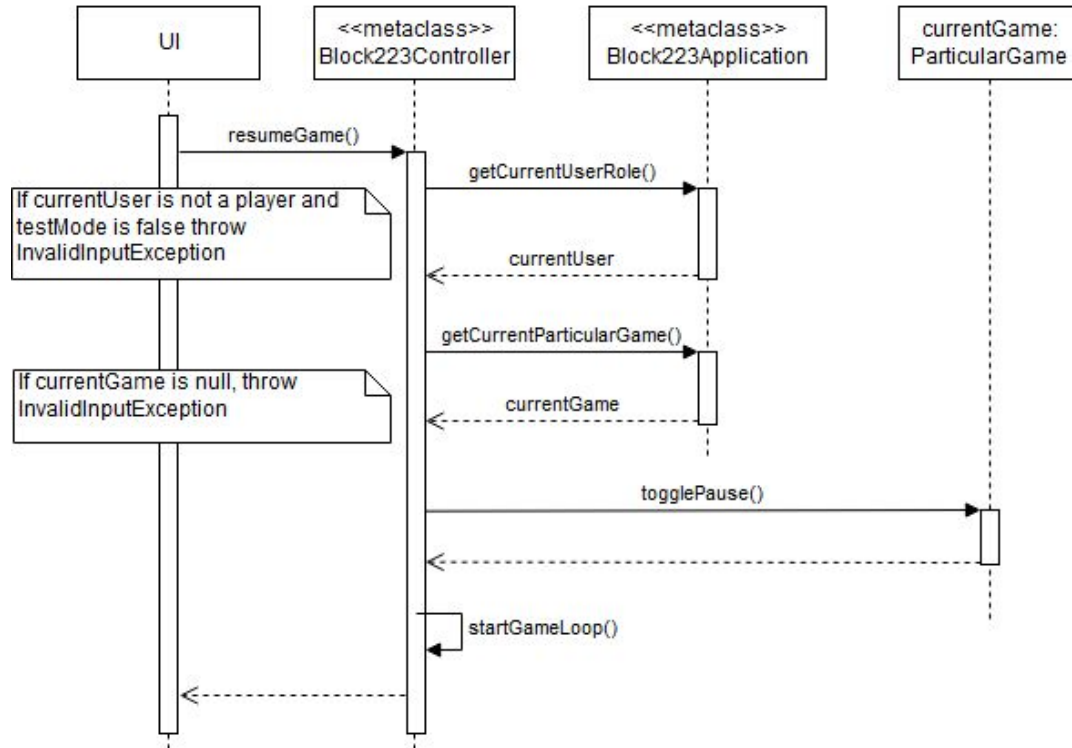 UI
<<metaclass>>
Block223Controller
<<metaclass>>
Block223Application
currentGame:
ParticularGame
resumeGame()
getCurrentUserRole()
If currentUser is not a player and
testMode is false throw
InvalidInputException
currentUser
getCurrentParticularGame()
If currentGame is null, throw
InvalidInputException
currentGame
togglePause()
startGameLoop()